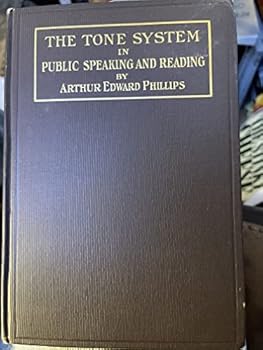 THE TONE SYSTEM
IN
PUBLIC SPEAKING AND READING
BY
ARTHUR EDWARD PHILLIPS